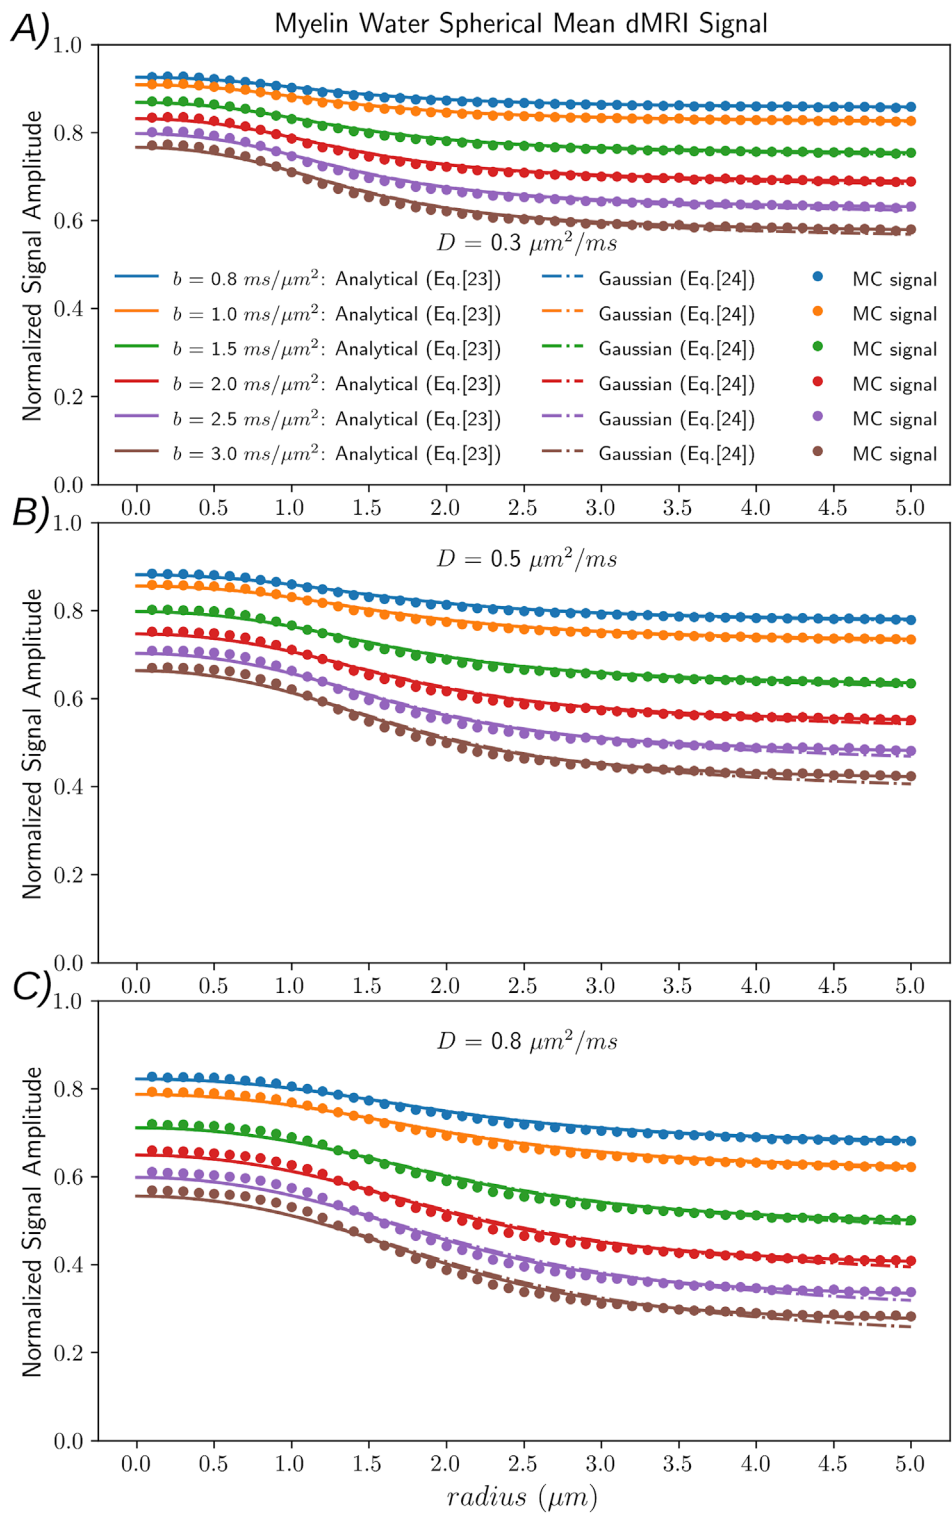 A)
Myelin Water Spherical Mean dMRI Signal
1.0
0.8
0.6
0.4
0.2
0.0
Normalized Signal Amplitude
D = 0.3 μm²/ms
b = 0.8 ms/μm²: Analytical (Eq.[23]) Gaussian (Eq.[24]) MC signal
b = 1.0 ms/μm²: Analytical (Eq.[23]) Gaussian (Eq.[24]) MC signal
b = 1.5 ms/μm²: Analytical (Eq.[23]) Gaussian (Eq.[24]) MC signal
b = 2.0 ms/μm²: Analytical (Eq.[23]) Gaussian (Eq.[24]) MC signal
b = 2.5 ms/μm²: Analytical (Eq.[23]) Gaussian (Eq.[24]) MC signal
b = 3.0 ms/μm²: Analytical (Eq.[23]) Gaussian (Eq.[24]) MC signal
0.0 0.5 1.0 1.5 2.0 2.5 3.0 3.5 4.0 4.5 5.0
B)
1.0
0.8
0.6
0.4
0.2
0.0
Normalized Signal Amplitude
D = 0.5 μm²/ms
0.0 0.5 1.0 1.5 2.0 2.5 3.0 3.5 4.0 4.5 5.0
C)
1.0
0.8
0.6
0.4
0.2
0.0
Normalized Signal Amplitude
D = 0.8 μm²/ms
0.0 0.5 1.0 1.5 2.0 2.5 3.0 3.5 4.0 4.5 5.0
radius (μm)